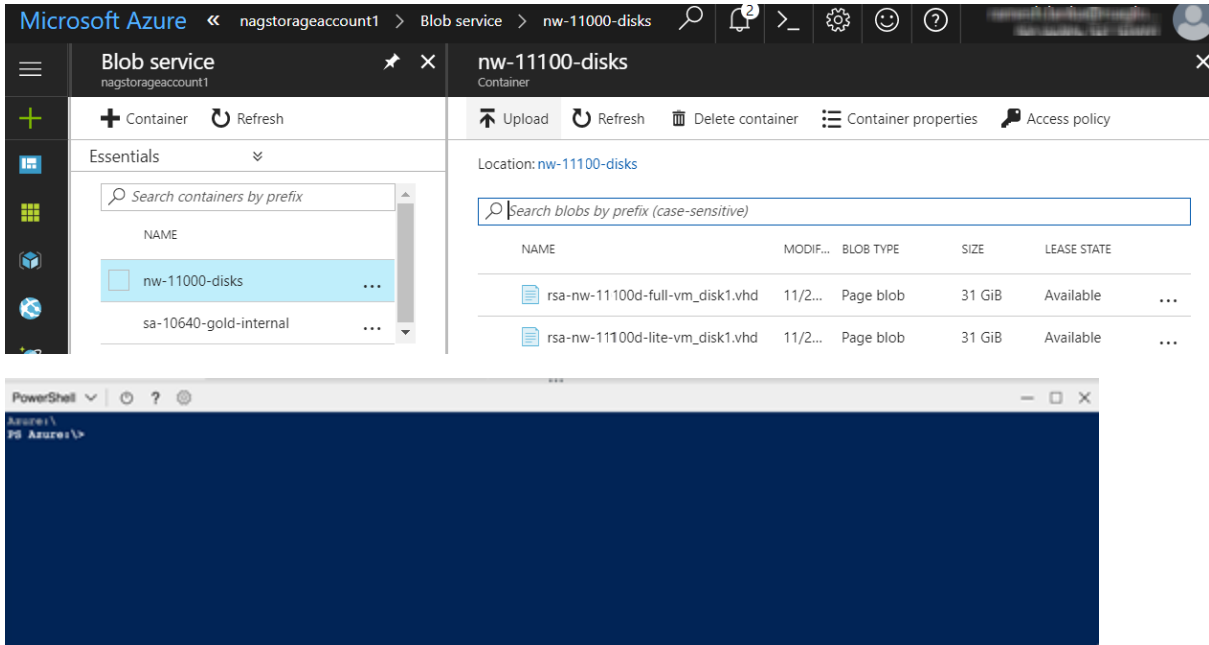 Microsoft Azure « nagstorageaccount1 > Blob service > nw-11000-disks 2 >_ ?
Blob service
nagstorageaccount1
Container Refresh
Essentials
Search containers by prefix
NAME
nw-11000-disks ...
sa-10640-gold-internal ...
nw-11100-disks
Container
Upload Refresh Delete container Container properties Access policy
Location: nw-11100-disks
Search blobs by prefix (case-sensitive)
NAME MODIF... BLOB TYPE SIZE LEASE STATE
rsa-nw-11100d-full-vm_disk1.vhd 11/2... Page blob 31 GiB Available ...
rsa-nw-11100d-lite-vm_disk1.vhd 11/2... Page blob 31 GiB Available ...
PowerShell ?
Azure:\
PS Azure:\>